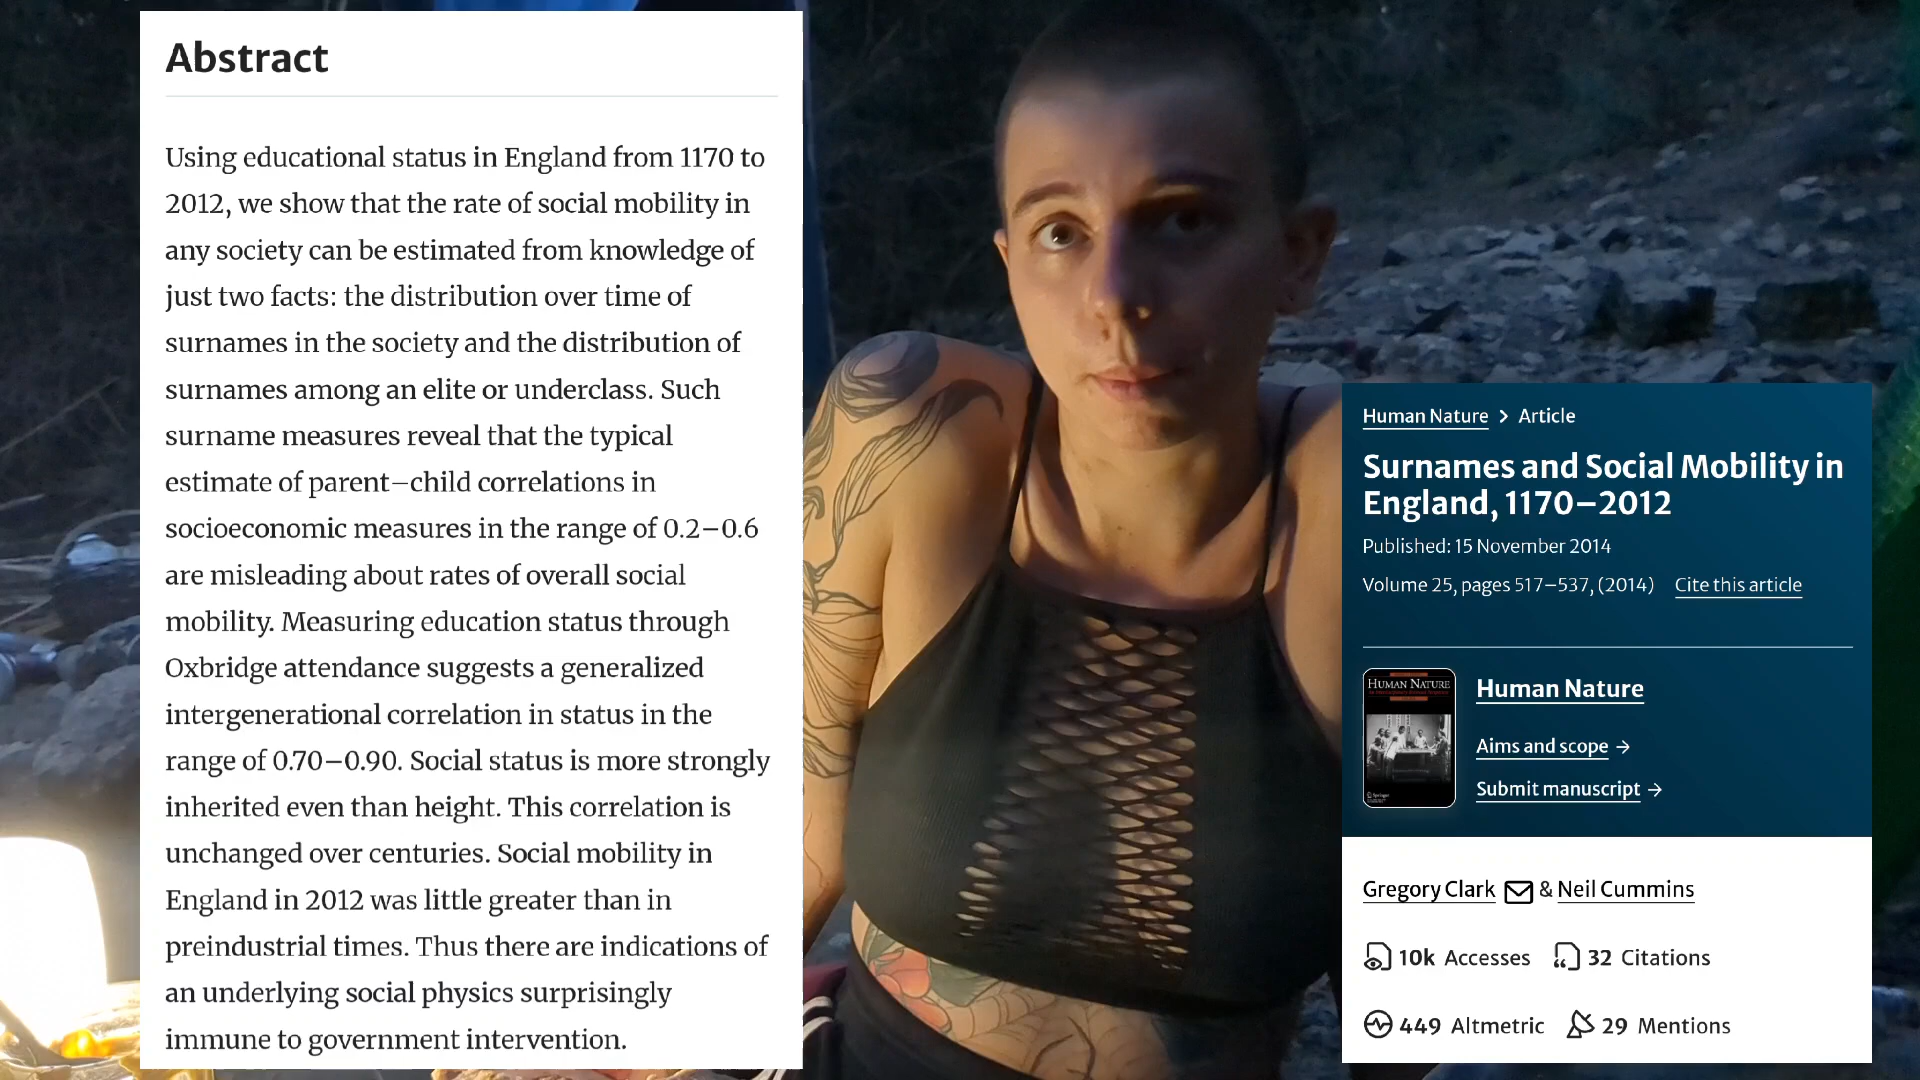 Abstract
Using educational status in England from 1170 to
2012, we show that the rate of social mobility in
any society can be estimated from knowledge of
just two facts: the distribution over time of
surnames in the society and the distribution of
surnames among an elite or underclass. Such
surname measures reveal that the typical
estimate of parent–child correlations in
socioeconomic measures in the range of 0.2–0.6
are misleading about rates of overall social
mobility. Measuring education status through
Oxbridge attendance suggests a generalized
intergenerational correlation in status in the
range of 0.70–0.90. Social status is more strongly
inherited even than height. This correlation is
unchanged over centuries. Social mobility in
England in 2012 was little greater than in
preindustrial times. Thus there are indications of
an underlying social physics surprisingly
immune to government intervention.
Human Nature > Article
Surnames and Social Mobility in
England, 1170–2012
Published: 15 November 2014
Volume 25, pages 517–537, (2014) Cite this article
HUMAN NATURE
Human Nature
Aims and scope →
Submit manuscript →
Gregory Clark & Neil Cummins
10k Accesses 32 Citations
449 Altmetric 29 Mentions